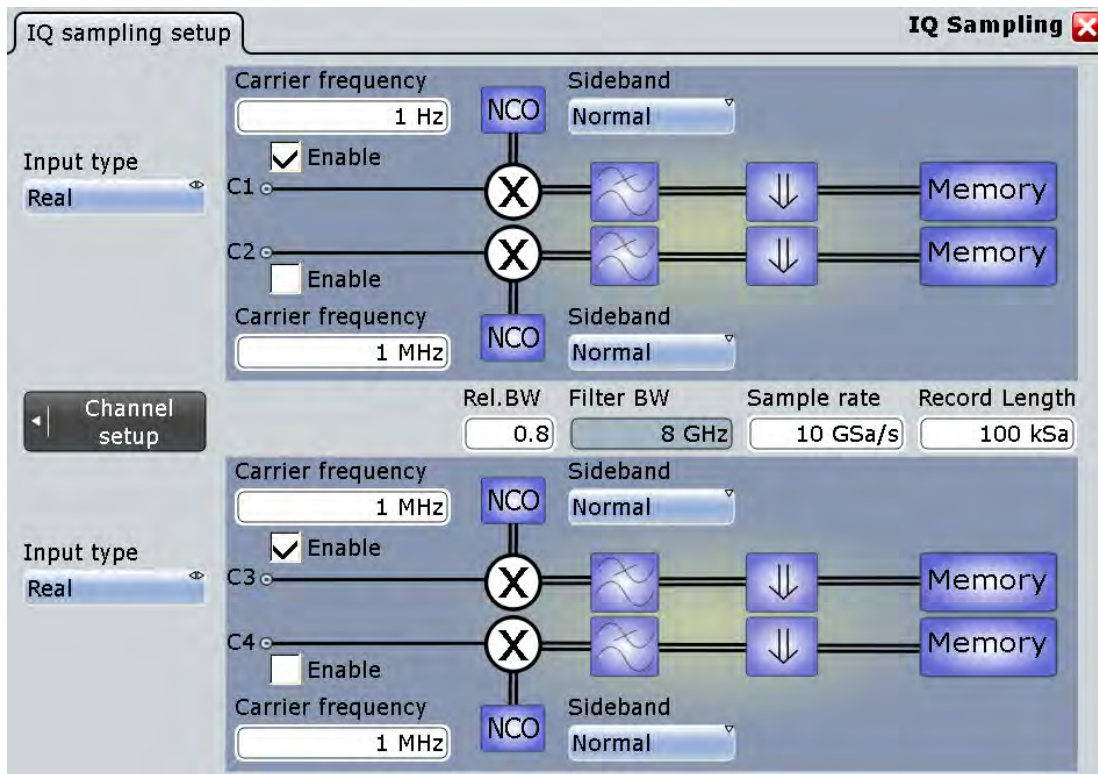 IQ sampling setup
IQ Sampling
Carrier frequency
Sideband
1 Hz
NCO
Normal
Input type
Enable
Real
C1
X
Memory
C2
X
Memory
Enable
Carrier frequency
Sideband
1 MHz
NCO
Normal
Channel setup
Rel.BW
Filter BW
Sample rate
Record Length
0.8
8 GHz
10 GSa/s
100 kSa
Carrier frequency
Sideband
1 MHz
NCO
Normal
Input type
Enable
Real
C3
X
Memory
C4
X
Memory
Enable
Carrier frequency
Sideband
1 MHz
NCO
Normal